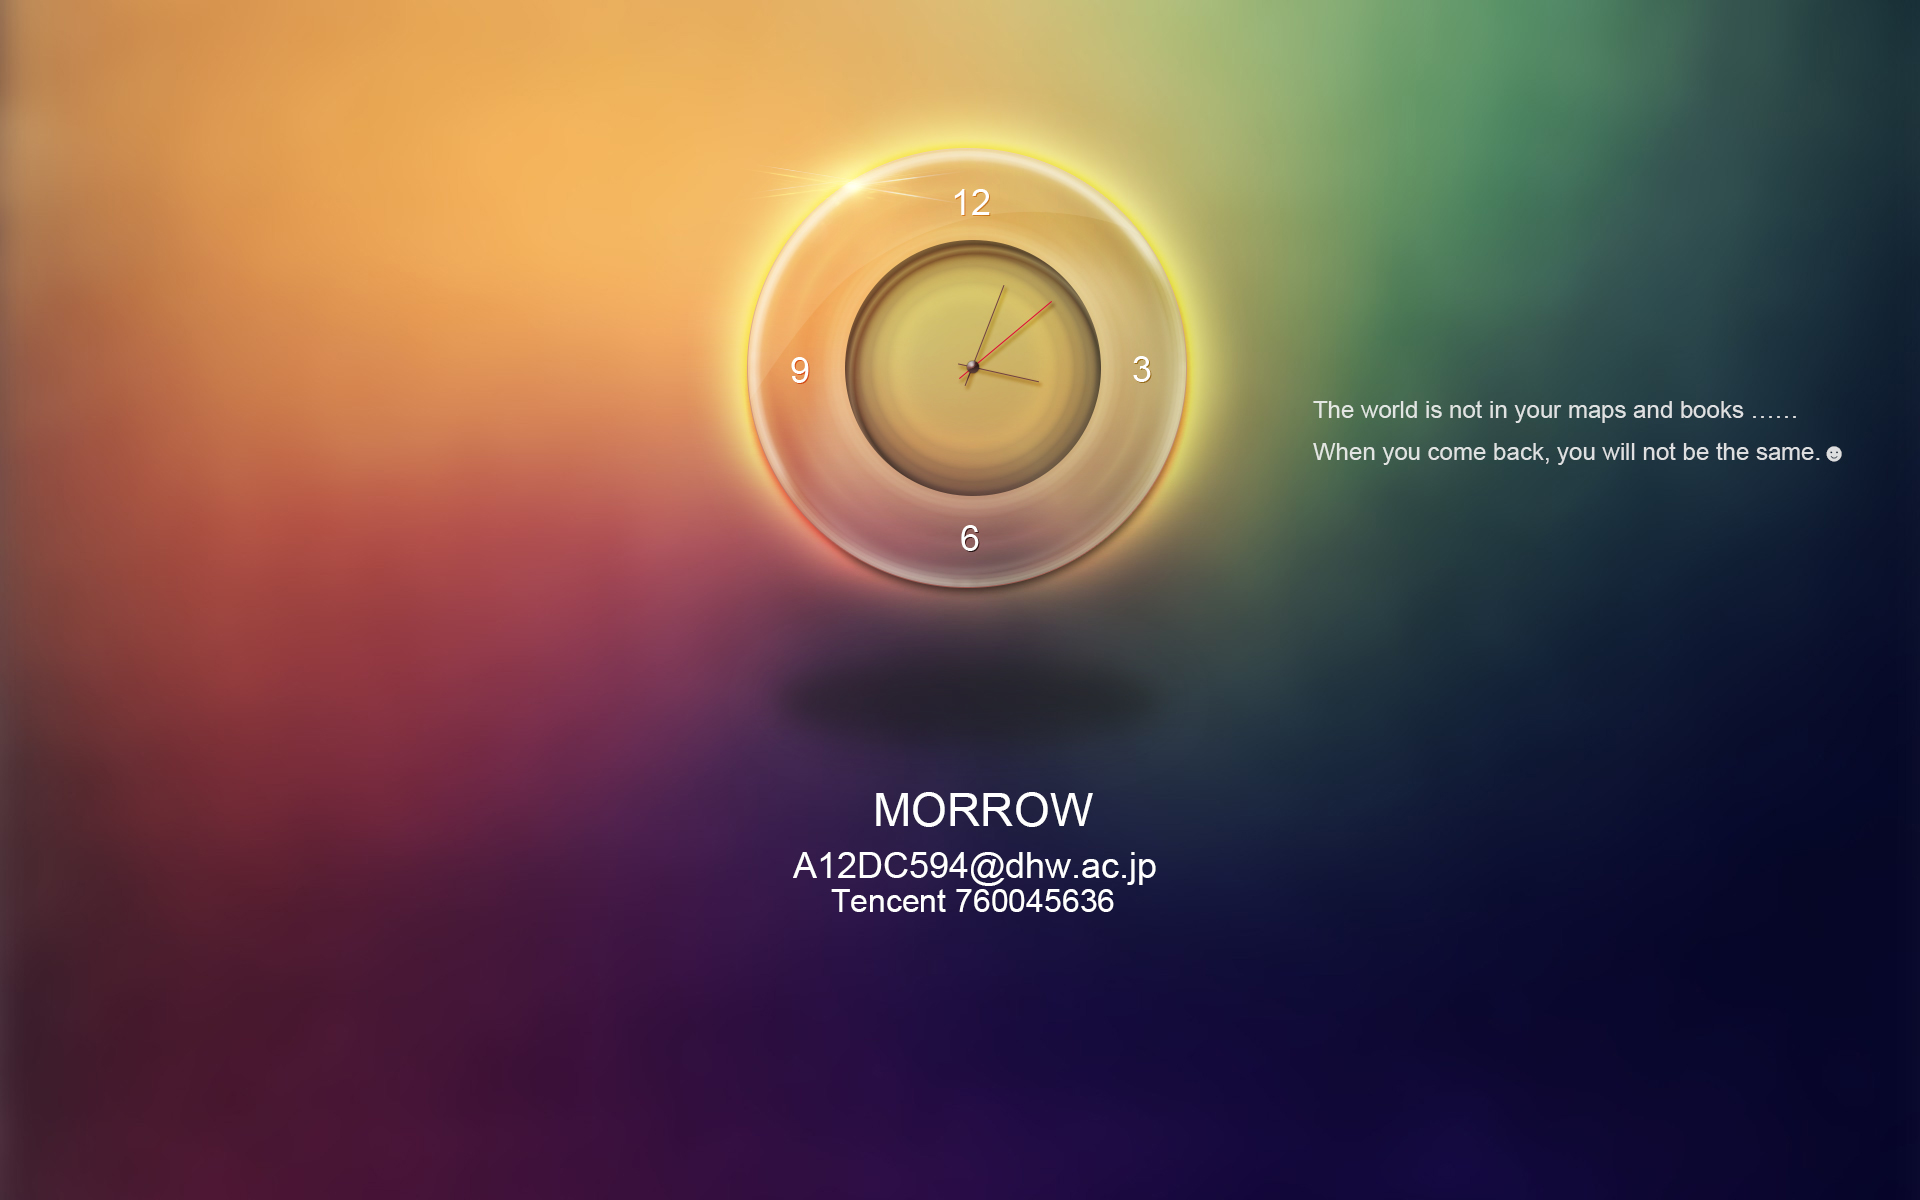 12
9
3
6
The world is not in your maps and books ......
When you come back, you will not be the same.☻
MORROW
A12DC594@dhw.ac.jp
Tencent 760045636